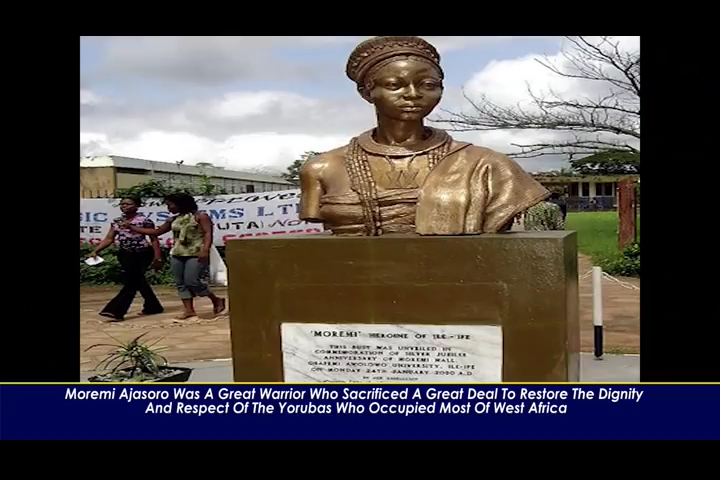 SYSTEMS LTD
'MOREMI' HEROINE OF ILE-IFE
THIS BUST WAS UNVEILED IN
COMMEMORATION OF SILVER JUBILEE
ANNIVERSARY OF MOREMI HALL
OBAFEMI AWOLOWO UNIVERSITY, ILE-IFE
ON MONDAY 24TH JANUARY 2000 A.D.
Moremi Ajasoro Was A Great Warrior Who Sacrificed A Great Deal To Restore The Dignity
And Respect Of The Yorubas Who Occupied Most Of West Africa